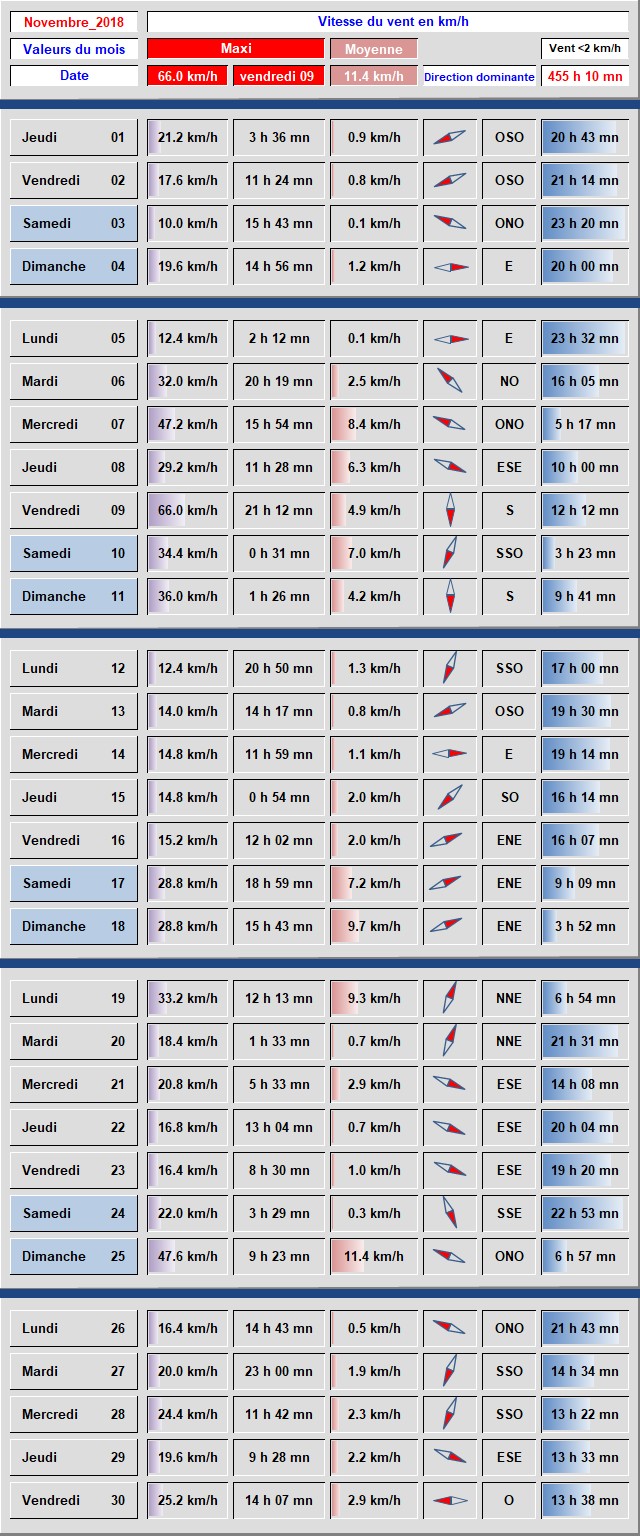 Novembre_2018 Vitesse du vent en km/h
Valeurs du mois Maxi Moyenne Vent <2 km/h
Date 66.0 km/h vendredi 09 11.4 km/h Direction dominante 455 h 10 mn
Jeudi 01 21.2 km/h 3 h 36 mn 0.9 km/h OSO 20 h 43 mn
Vendredi 02 17.6 km/h 11 h 24 mn 0.8 km/h OSO 21 h 14 mn
Samedi 03 10.0 km/h 15 h 43 mn 0.1 km/h ONO 23 h 20 mn
Dimanche 04 19.6 km/h 14 h 56 mn 1.2 km/h E 20 h 00 mn
Lundi 05 12.4 km/h 2 h 12 mn 0.1 km/h E 23 h 32 mn
Mardi 06 32.0 km/h 20 h 19 mn 2.5 km/h NO 16 h 05 mn
Mercredi 07 47.2 km/h 15 h 54 mn 8.4 km/h ONO 5 h 17 mn
Jeudi 08 29.2 km/h 11 h 28 mn 6.3 km/h ESE 10 h 00 mn
Vendredi 09 66.0 km/h 21 h 12 mn 4.9 km/h S 12 h 12 mn
Samedi 10 34.4 km/h 0 h 31 mn 7.0 km/h SSO 3 h 23 mn
Dimanche 11 36.0 km/h 1 h 26 mn 4.2 km/h S 9 h 41 mn
Lundi 12 12.4 km/h 20 h 50 mn 1.3 km/h SSO 17 h 00 mn
Mardi 13 14.0 km/h 14 h 17 mn 0.8 km/h OSO 19 h 30 mn
Mercredi 14 14.8 km/h 11 h 59 mn 1.1 km/h E 19 h 14 mn
Jeudi 15 14.8 km/h 0 h 54 mn 2.0 km/h SO 16 h 14 mn
Vendredi 16 15.2 km/h 12 h 02 mn 2.0 km/h ENE 16 h 07 mn
Samedi 17 28.8 km/h 18 h 59 mn 7.2 km/h ENE 9 h 09 mn
Dimanche 18 28.8 km/h 15 h 43 mn 9.7 km/h ENE 3 h 52 mn
Lundi 19 33.2 km/h 12 h 13 mn 9.3 km/h NNE 6 h 54 mn
Mardi 20 18.4 km/h 1 h 33 mn 0.7 km/h NNE 21 h 31 mn
Mercredi 21 20.8 km/h 5 h 33 mn 2.9 km/h ESE 14 h 08 mn
Jeudi 22 16.8 km/h 13 h 04 mn 0.7 km/h ESE 20 h 04 mn
Vendredi 23 16.4 km/h 8 h 30 mn 1.0 km/h ESE 19 h 20 mn
Samedi 24 22.0 km/h 3 h 29 mn 0.3 km/h SSE 22 h 53 mn
Dimanche 25 47.6 km/h 9 h 23 mn 11.4 km/h ONO 6 h 57 mn
Lundi 26 16.4 km/h 14 h 43 mn 0.5 km/h ONO 21 h 43 mn
Mardi 27 20.0 km/h 23 h 00 mn 1.9 km/h SSO 14 h 34 mn
Mercredi 28 24.4 km/h 11 h 42 mn 2.3 km/h SSO 13 h 22 mn
Jeudi 29 19.6 km/h 9 h 28 mn 2.2 km/h ESE 13 h 33 mn
Vendredi 30 25.2 km/h 14 h 07 mn 2.9 km/h O 13 h 38 mn